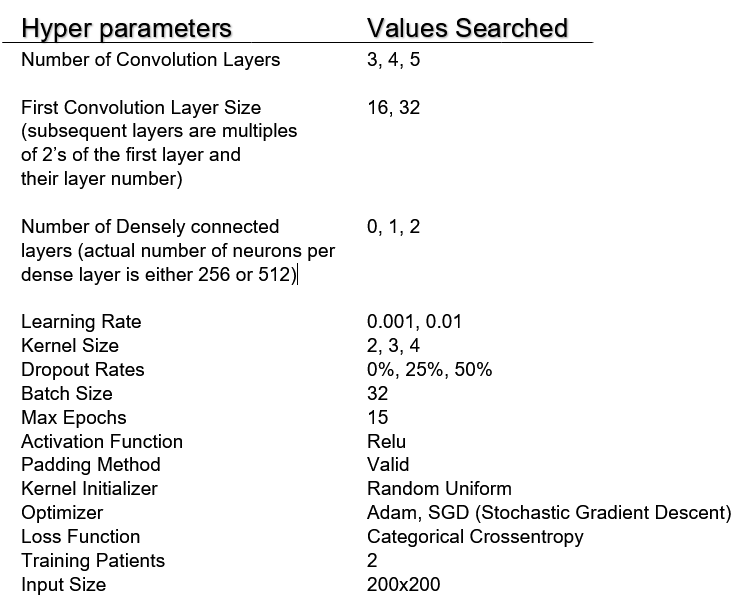 Hyper parameters Values Searched
Number of Convolution Layers 3, 4, 5
First Convolution Layer Size 16, 32
(subsequent layers are multiples
of 2's of the first layer and
their layer number)
Number of Densely connected 0, 1, 2
layers (actual number of neurons per
dense layer is either 256 or 512)
Learning Rate 0.001, 0.01
Kernel Size 2, 3, 4
Dropout Rates 0%, 25%, 50%
Batch Size 32
Max Epochs 15
Activation Function Relu
Padding Method Valid
Kernel Initializer Random Uniform
Optimizer Adam, SGD (Stochastic Gradient Descent)
Loss Function Categorical Crossentropy
Training Patients 2
Input Size 200x200